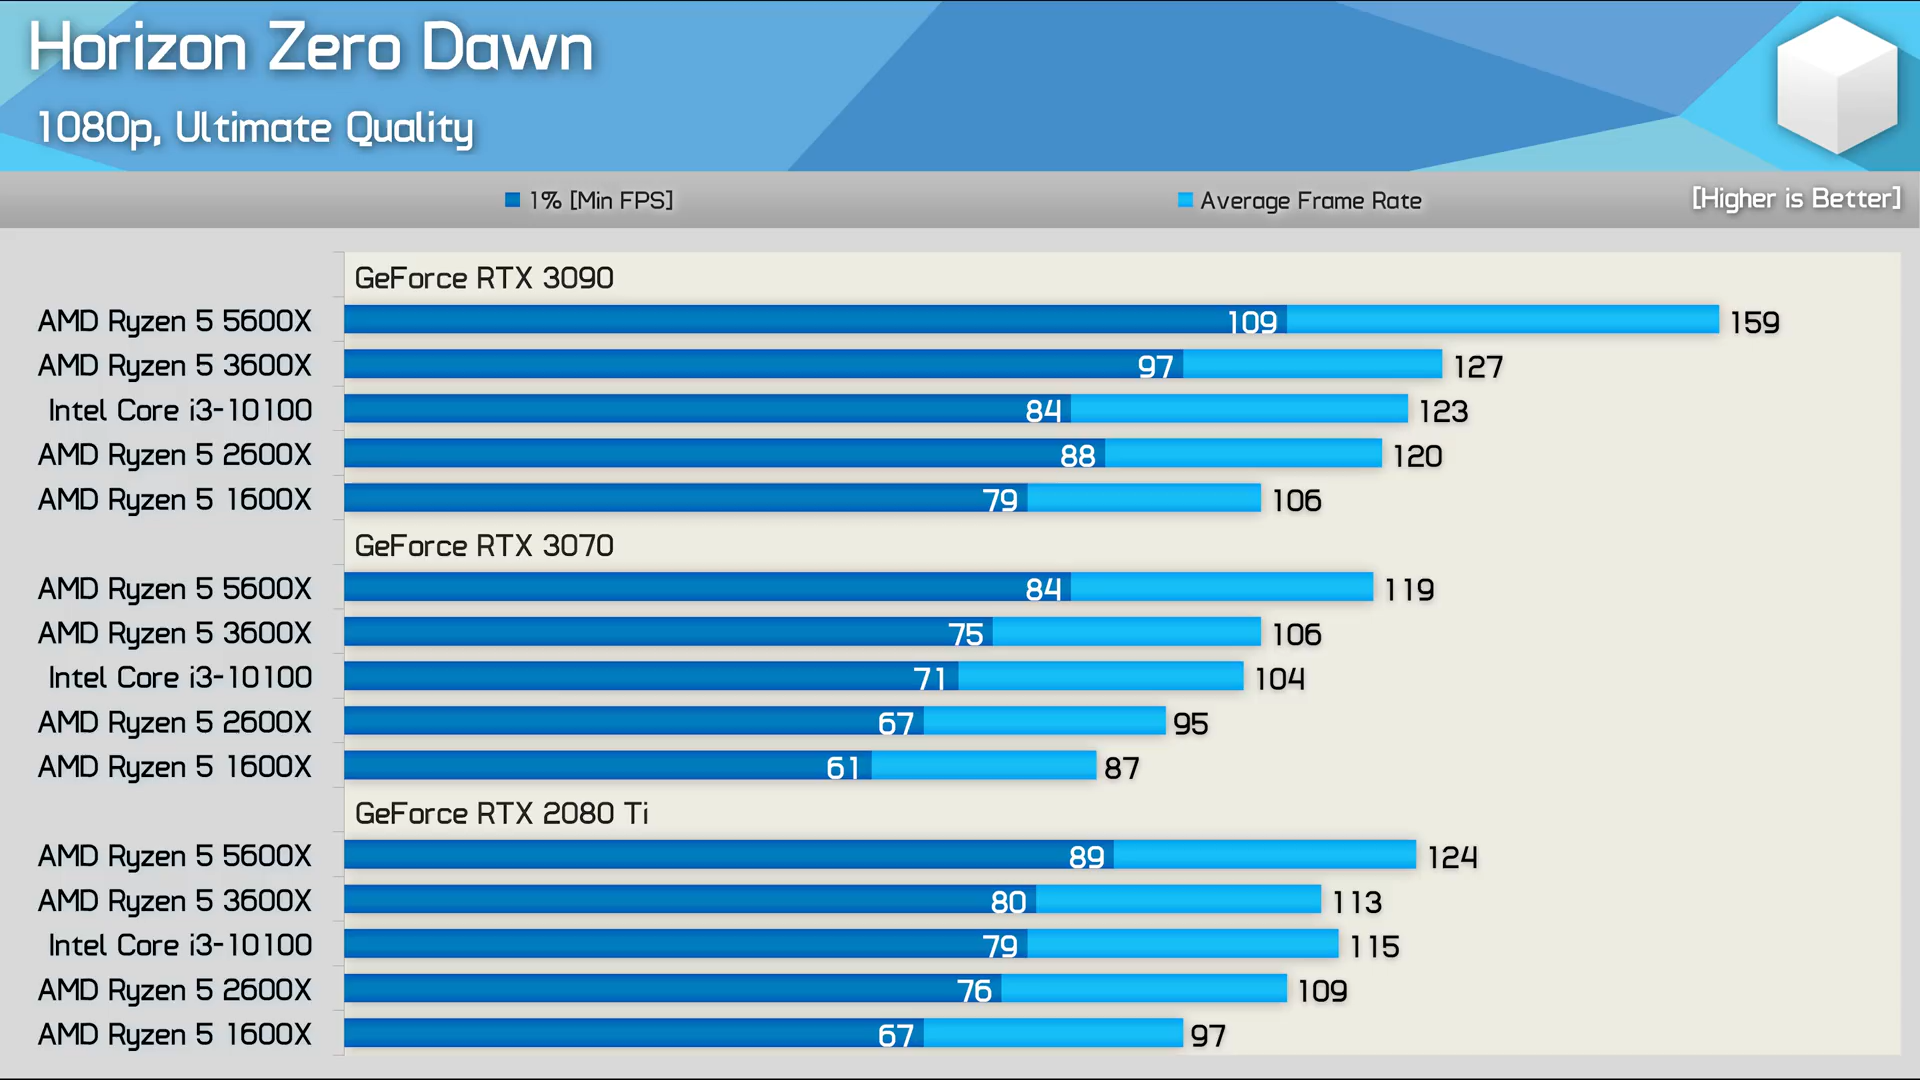 Horizon Zero Dawn
1080p, Ultimate Quality
1% [Min FPS] Average Frame Rate [Higher is Better]
GeForce RTX 3090
AMD Ryzen 5 5600X 109 159
AMD Ryzen 5 3600X 97 127
Intel Core i3-10100 84 123
AMD Ryzen 5 2600X 88 120
AMD Ryzen 5 1600X 79 106
GeForce RTX 3070
AMD Ryzen 5 5600X 84 119
AMD Ryzen 5 3600X 75 106
Intel Core i3-10100 71 104
AMD Ryzen 5 2600X 67 95
AMD Ryzen 5 1600X 61 87
GeForce RTX 2080 Ti
AMD Ryzen 5 5600X 89 124
AMD Ryzen 5 3600X 80 113
Intel Core i3-10100 79 115
AMD Ryzen 5 2600X 76 109
AMD Ryzen 5 1600X 67 97